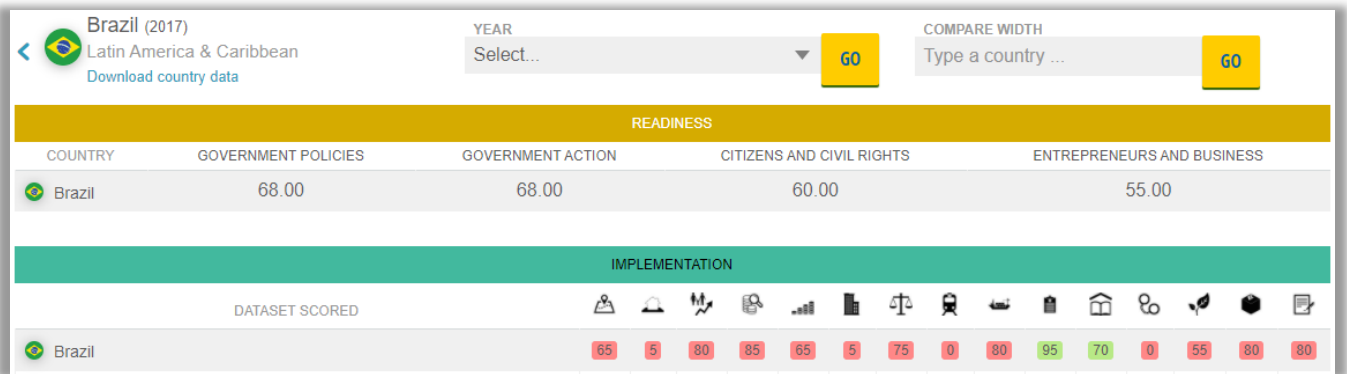 Brazil (2017)
Latin America & Caribbean
Download country data
YEAR
Select...
GO
COMPARE WIDTH
Type a country ...
GO
READINESS
COUNTRY GOVERNMENT POLICIES GOVERNMENT ACTION CITIZENS AND CIVIL RIGHTS ENTREPRENEURS AND BUSINESS
Brazil 68.00 68.00 60.00 55.00
IMPLEMENTATION
DATASET SCORED
Brazil 65 5 80 85 65 5 75 0 80 95 70 0 55 80 80